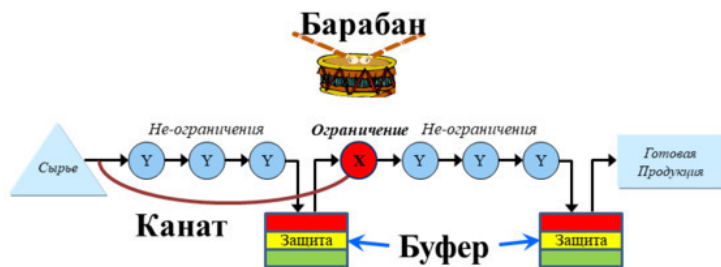 Барабан
Не-ограничения
Ограничение
Не-ограничения
Сырье
Y
Y
Y
X
Y
Y
Y
Готовая
Продукция
Канат
Защита
Буфер
Защита